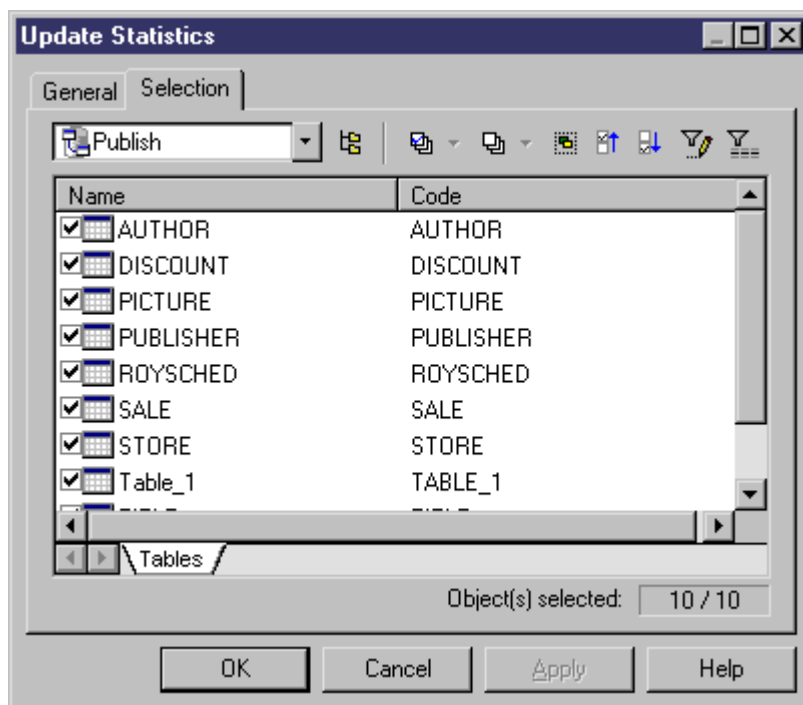 Update Statistics
General Selection
Publish
Name Code
AUTHOR AUTHOR
DISCOUNT DISCOUNT
PICTURE PICTURE
PUBLISHER PUBLISHER
ROYSCHED ROYSCHED
SALE SALE
STORE STORE
Table_1 TABLE_1
Tables
Object(s) selected: 10 / 10
OK Cancel Apply Help